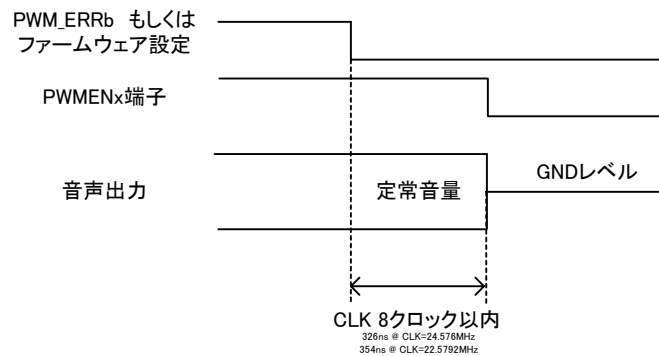 PWM_ERRb もしくは
ファームウェア設定
PWMENx端子
音声出力
定常音量
GNDレベル
CLK 8クロック以内
326ns @ CLK=24.576MHz
354ns @ CLK=22.5792MHz